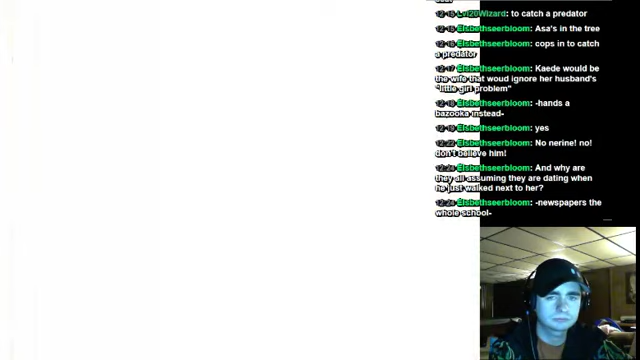 12:15 Lvl20Wizard: to catch a predator
12:15 Elsbethseerbloom: Asa's in the tree
12:16 Elsbethseerbloom: cops in to catch
a predator
12:17 Elsbethseerbloom: Kaede would be
the wife that woud ignore her husband's
"little girl problem"
12:18 Elsbethseerbloom: -hands a
bazooka instead-
12:19 Elsbethseerbloom: yes
12:22 Elsbethseerbloom: No nerine! no!
don't believe him!
12:24 Elsbethseerbloom: And why are
they all assuming they are dating when
he just walked next to her?
12:24 Elsbethseerbloom: -newspapers the
whole school-